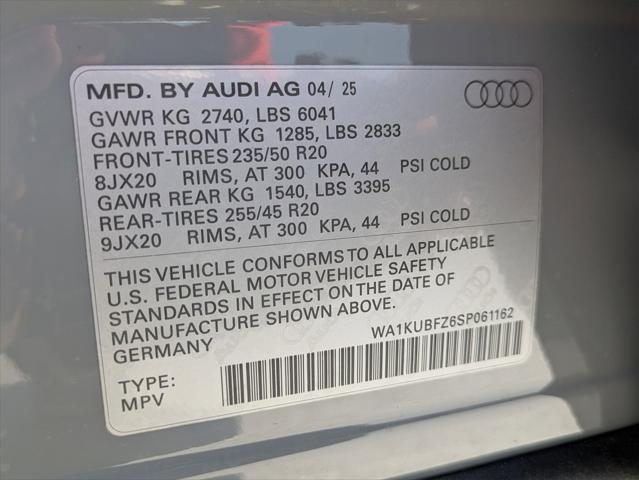 MFD. BY AUDI AG 04/ 25
GVWR KG 2740, LBS 6041
GAWR FRONT KG 1285, LBS 2833
FRONT-TIRES 235/50 R20
8JX20 RIMS, AT 300 KPA, 44 PSI COLD
GAWR REAR KG 1540, LBS 3395
REAR-TIRES 255/45 R20
9JX20 RIMS, AT 300 KPA, 44 PSI COLD
THIS VEHICLE CONFORMS TO ALL APPLICABLE
U.S. FEDERAL MOTOR VEHICLE SAFETY
STANDARDS IN EFFECT ON THE DATE OF
MANUFACTURE SHOWN ABOVE.
GERMANY
WA1KUBFZ6SP061162
TYPE:
MPV